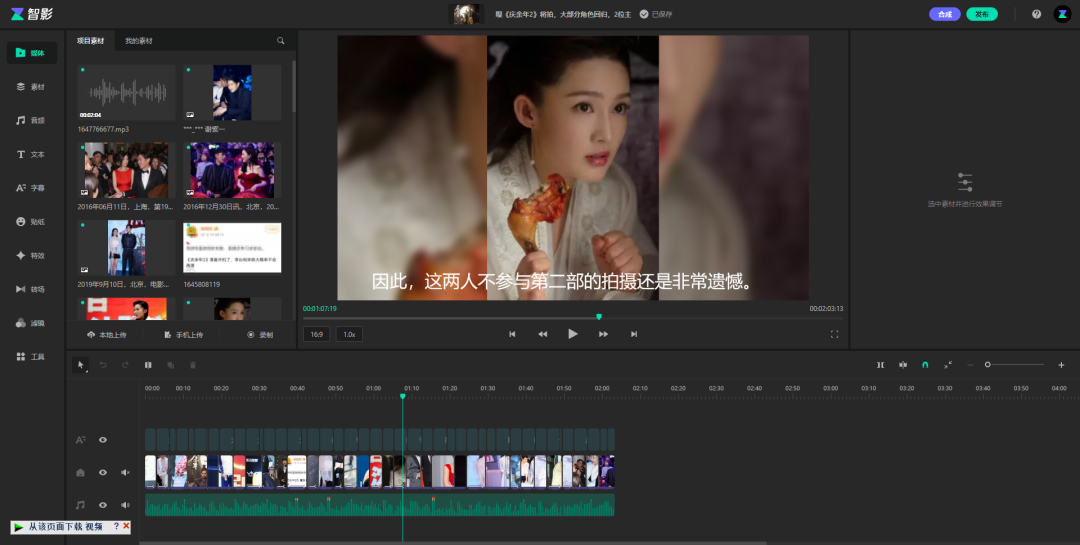 智影
嘎《庆余年2》将拍，大部分角色回归，2位主
已保存
合成
发布
媒体
素材
音频
文本
字幕
贴纸
特效
转场
滤镜
工具
项目素材
我的素材
00:02:04
1647766677.mp3
2016年06月11日，上海，第19...
2016年12月30日讯，北京，20...
2019年9月10日，北京，电影...
1645808119
本地上传
手机上传
录制
因此，这两人不参与第二部的拍摄还是非常遗憾。
00:01:07:19
00:02:03:13
16:9
1.0x
选中素材并进行效果调节
00:00 00:10 00:20 00:30 00:40 00:50 01:00 01:10 01:20 01:30 01:40 01:50 02:00 02:10 02:20 02:30 02:40 02:50 03:00 03:10 03:20 03:30 03:40 03:50 04:00
从该页面下载 视频 ? ×